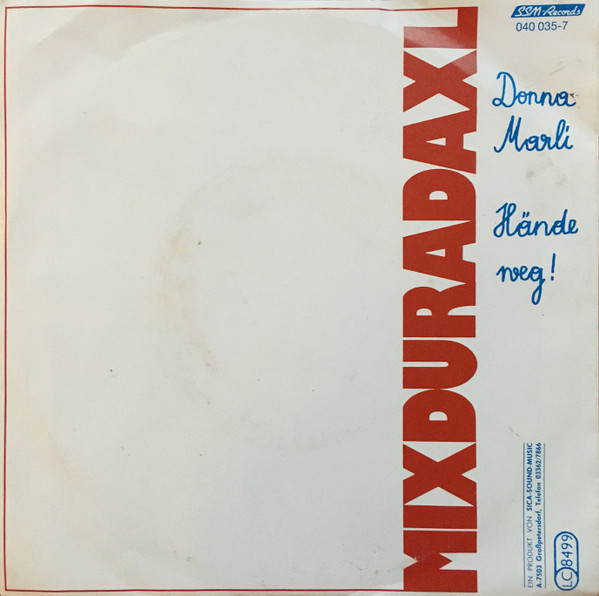 SSM Records
040 035-7
MIXDURADAXL
Donna
Marli
Hände
weg!
EIN PRODUKT VON SICA-SOUND-MUSIC
A-7503 Großpetersdorf, Telefon 03362/7866
LC 8499